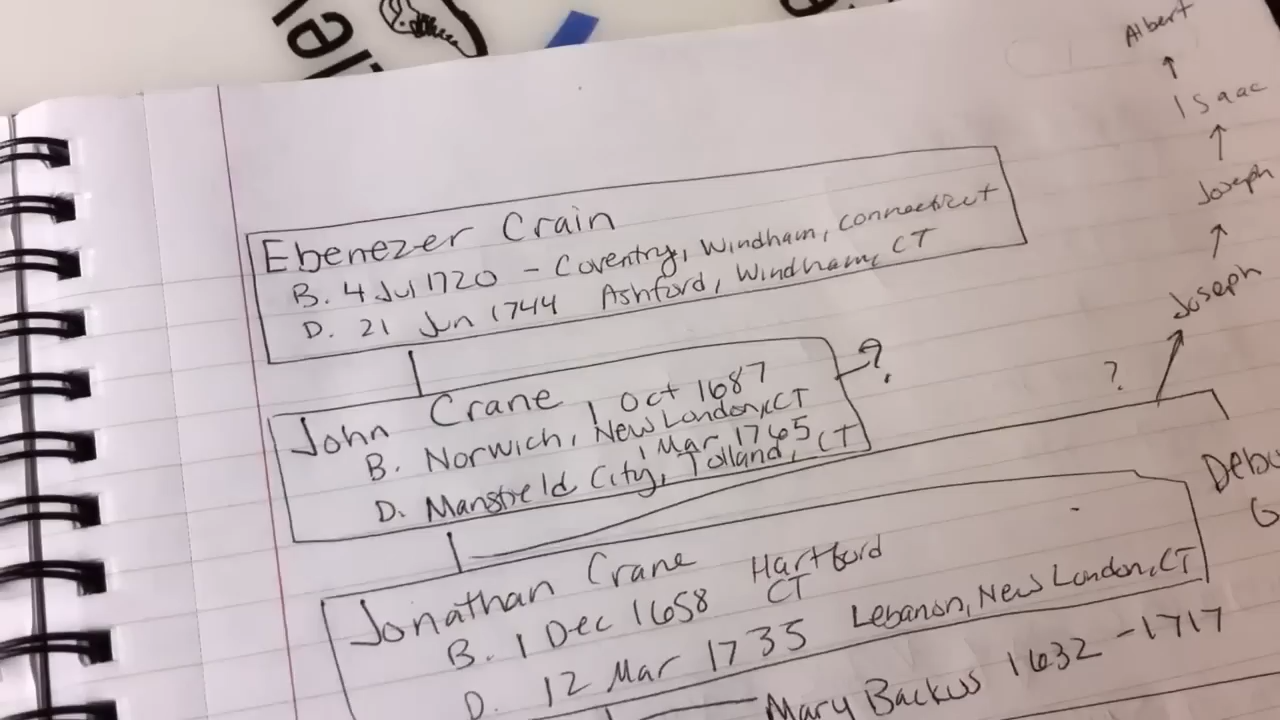 Albert
Isaac
Joseph
Joseph
Ebenezer Crain
B. 4 Jul 1720 - Coventry, Windham, Connecticut
D. 21 Jun 1744 Ashford, Windham, CT
?
John Crane 1 Oct 1687
B. Norwich, New London, CT
1 Mar 1765
D. Mansfield City, Tolland, CT
?
Jonathan Crane Hartford
B. 1 Dec 1658 CT
D. 12 Mar 1735 Lebanon, New London, CT
Mary Backus 1632 - 1717